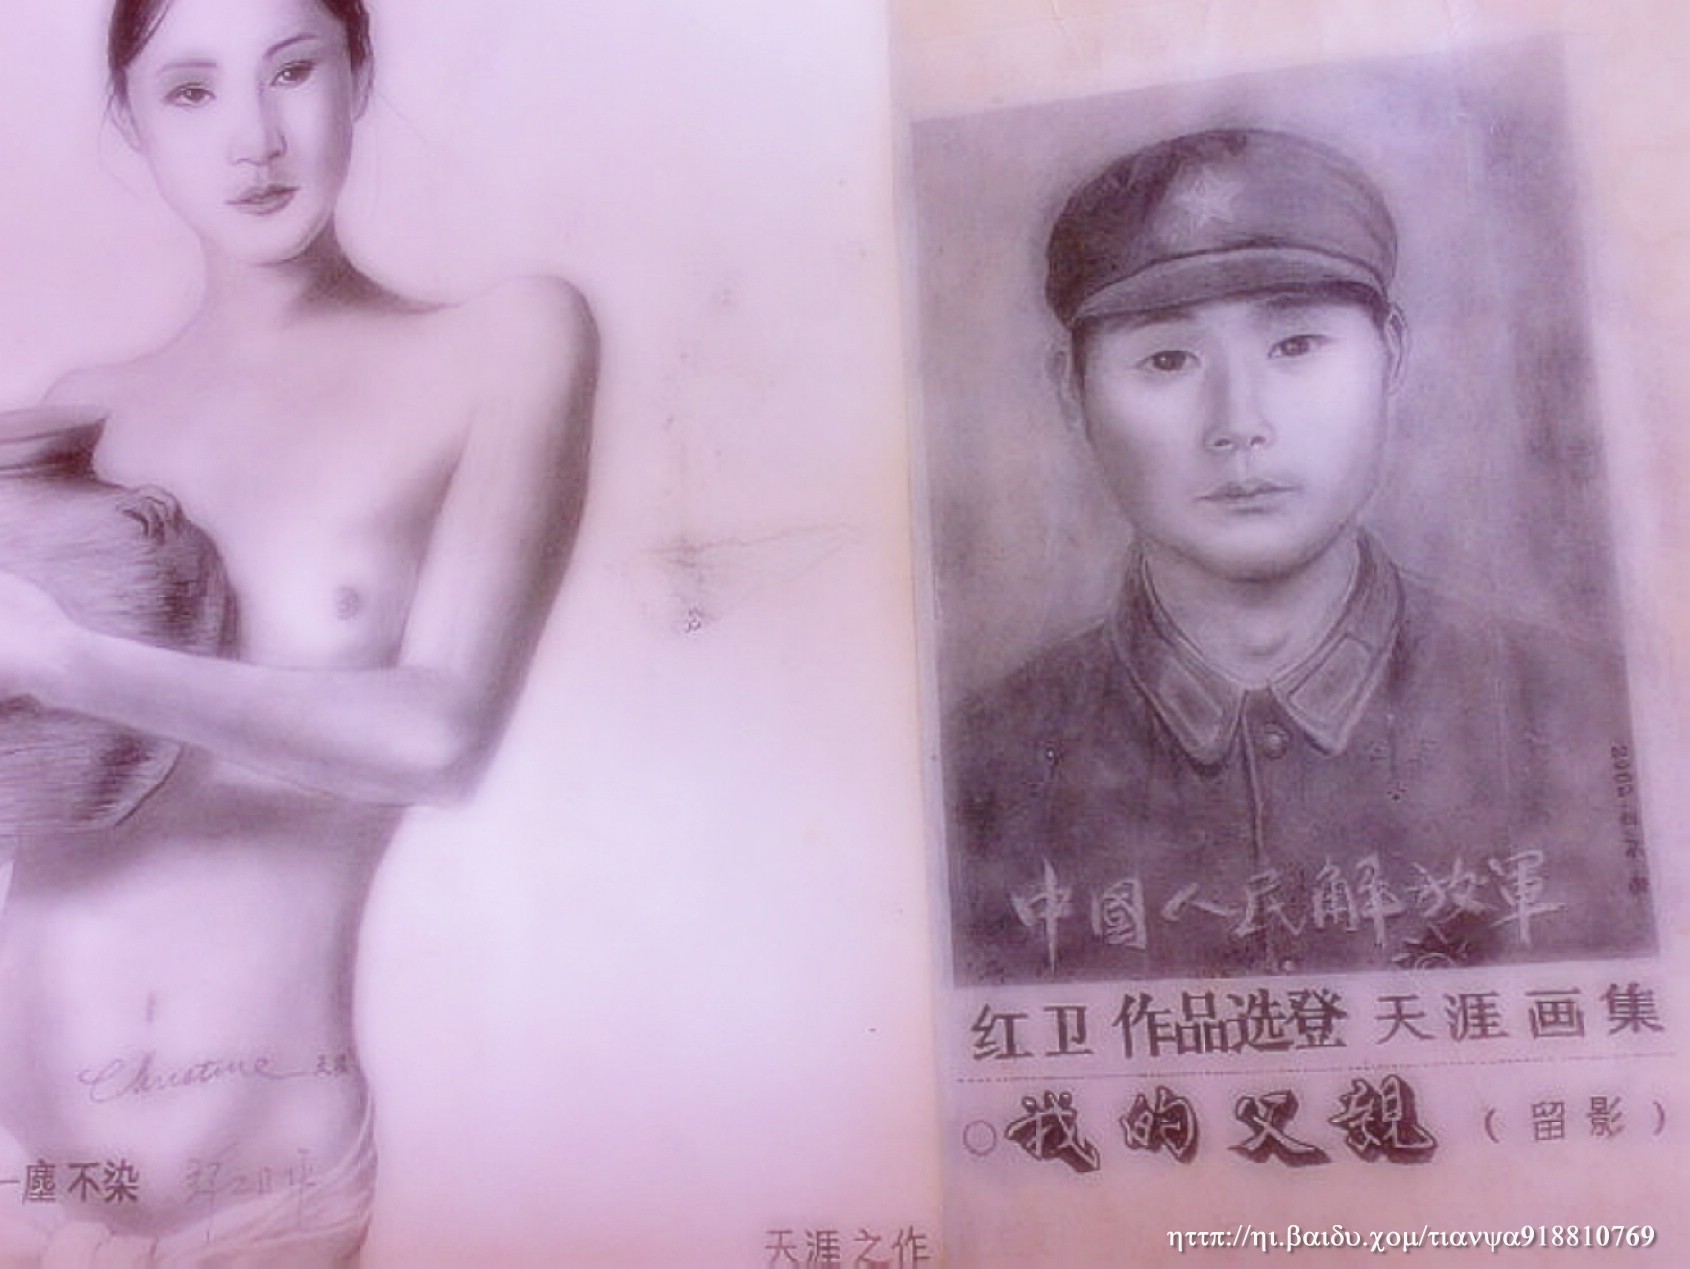 Christine 天涯
一塵不染
天涯之作
中國人民解放軍
红卫 作品选登 天涯画集
○我的父親 (留影)
ηττπ://ηι.βαιδυ.χομ/τιανψα918810769